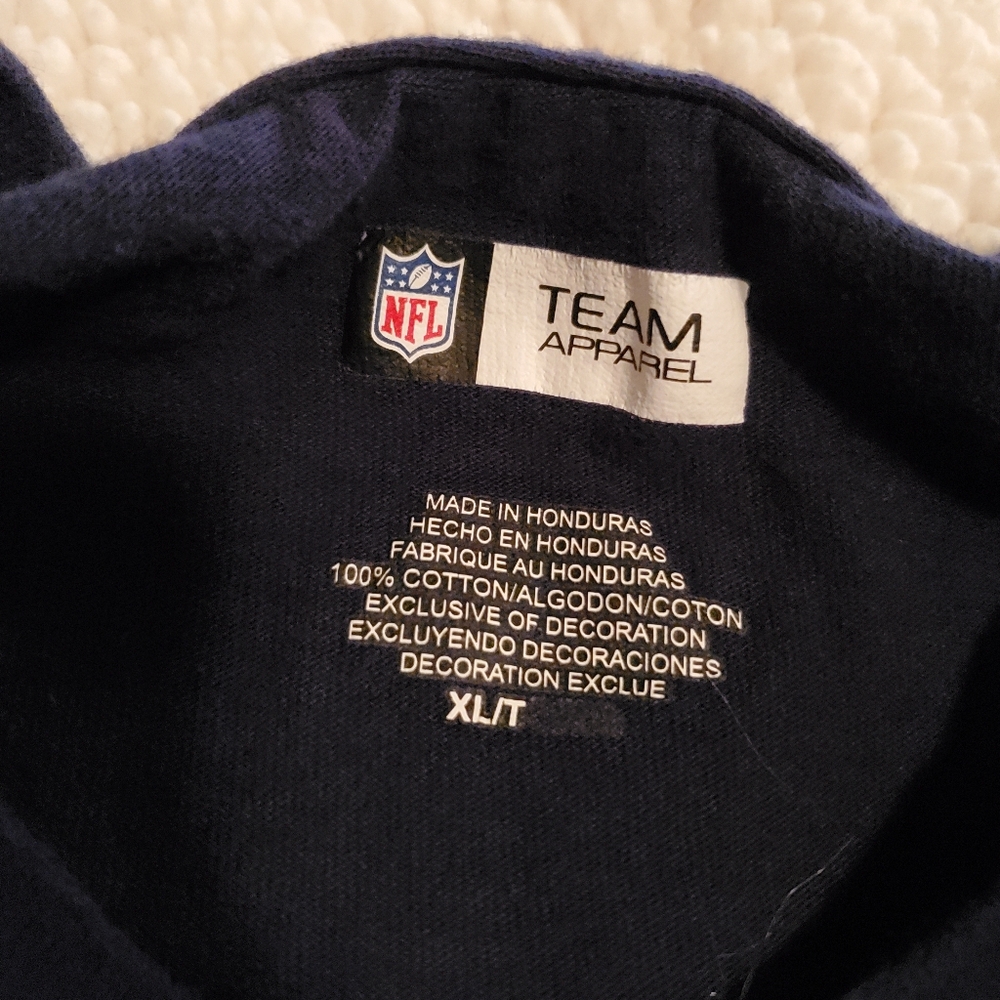 NFL
TEAM
APPAREL
MADE IN HONDURAS
HECHO EN HONDURAS
FABRIQUE AU HONDURAS
100% COTTON/ALGODON/COTON
EXCLUSIVE OF DECORATION
EXCLUYENDO DECORACIONES
DECORATION EXCLUE
XL/T